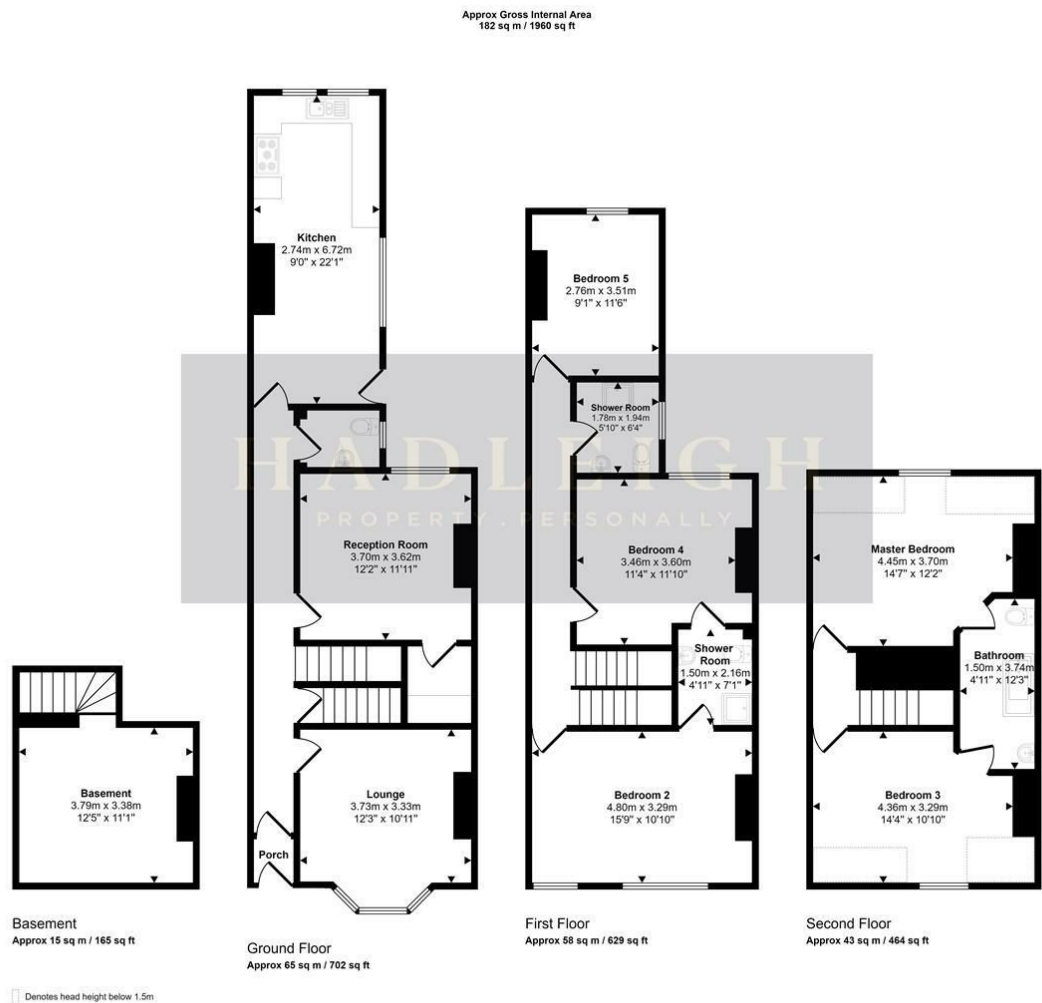 Approx Gross Internal Area
182 sq m / 1960 sq ft
Kitchen
2.74m x 6.72m
9'0" x 22'1"
Bedroom 5
2.76m x 3.51m
9'1" x 11'6"
Shower Room
1.78m x 1.94m
5'10" x 6'4"
HADLEIGH
PROPERTY. PERSONALLY
Reception Room
3.70m x 3.62m
12'2" x 11'11"
Bedroom 4
3.46m x 3.60m
11'4" x 11'10"
Master Bedroom
4.45m x 3.70m
14'7" x 12'2"
Shower
Room
1.50m x 2.16m
4'11" x 7'1"
Bathroom
1.50m x 3.74m
4'11" x 12'3"
Basement
3.79m x 3.38m
12'5" x 11'1"
Lounge
3.73m x 3.33m
12'3" x 10'11"
Porch
Bedroom 2
4.80m x 3.29m
15'9" x 10'10"
Bedroom 3
4.36m x 3.29m
14'4" x 10'10"
Basement
Approx 15 sq m / 165 sq ft
Ground Floor
Approx 65 sq m / 702 sq ft
First Floor
Approx 58 sq m / 629 sq ft
Second Floor
Approx 43 sq m / 464 sq ft
Denotes head height below 1.5m